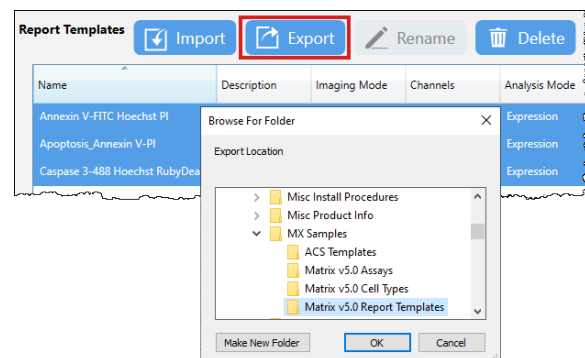 Report Templates Import Export Rename Delete
Name Description Imaging Mode Channels Analysis Mode
Annexin V-FITC Hoechst PI Expression
Apoptosis_Annexin V-PI Expression
Caspase 3-488 Hoechst RubyDea Expression
Browse For Folder
Export Location
Misc Install Procedures
Misc Product Info
MX Samples
ACS Templates
Matrix v5.0 Assays
Matrix v5.0 Cell Types
Matrix v5.0 Report Templates
Make New Folder OK Cancel